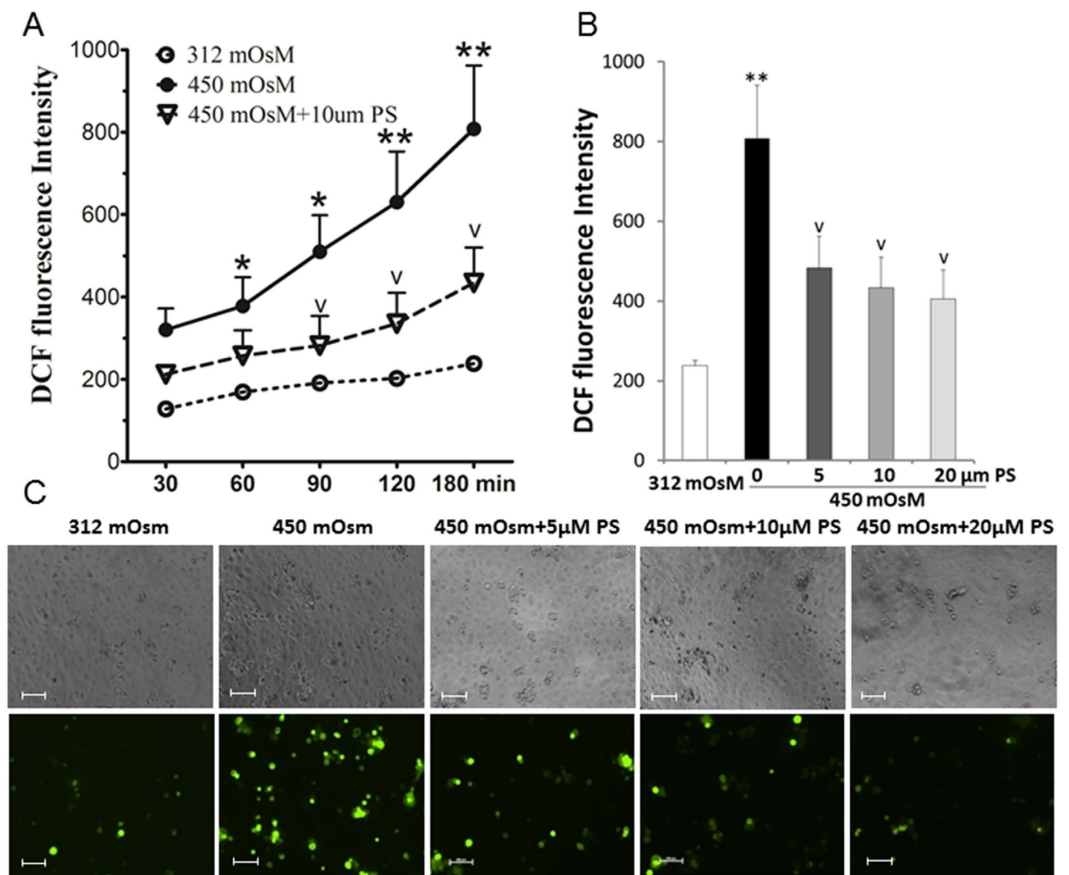 A
DCF fluorescence Intensity
1000
800
600
400
200
0
312 mOsM
450 mOsM
450 mOsM+10um PS
*
*
**
**
v
v
v
30 60 90 120 180 min
B
DCF fluorescence Intensity
1000
800
600
400
200
0
**
v
v
v
312 mOsM 0 5 10 20 µm PS
450 mOsM
C
312 mOsm 450 mOsm 450 mOsm+5µM PS 450 mOsm+10µM PS 450 mOsm+20µM PS